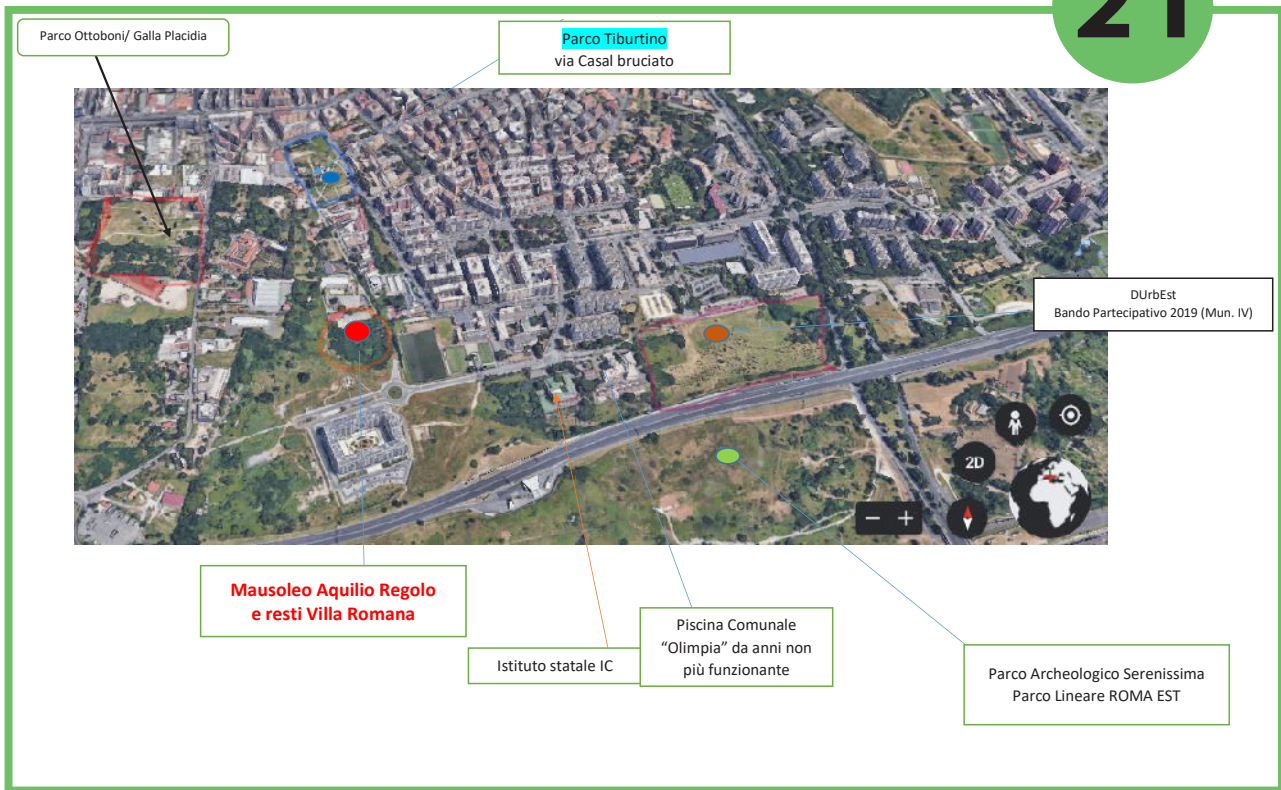 21
Parco Ottoboni/ Galla Placidia
Parco Tiburtino
via Casal bruciato
DUrbEst
Bando Partecipativo 2019 (Mun. IV)
2D
Mausoleo Aquilio Regolo
e resti Villa Romana
Istituto statale IC
Piscina Comunale
“Olimpia” da anni non
più funzionante
Parco Archeologico Serenissima
Parco Lineare ROMA EST